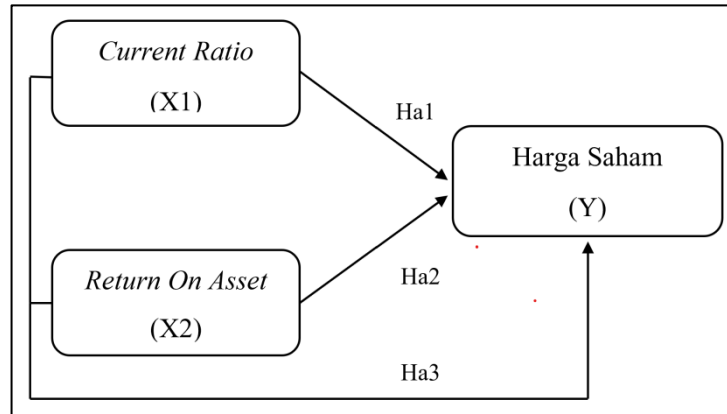 Current Ratio
(X1)
Ha1
Harga Saham
(Y)
Return On Asset
(X2)
Ha2
Ha3